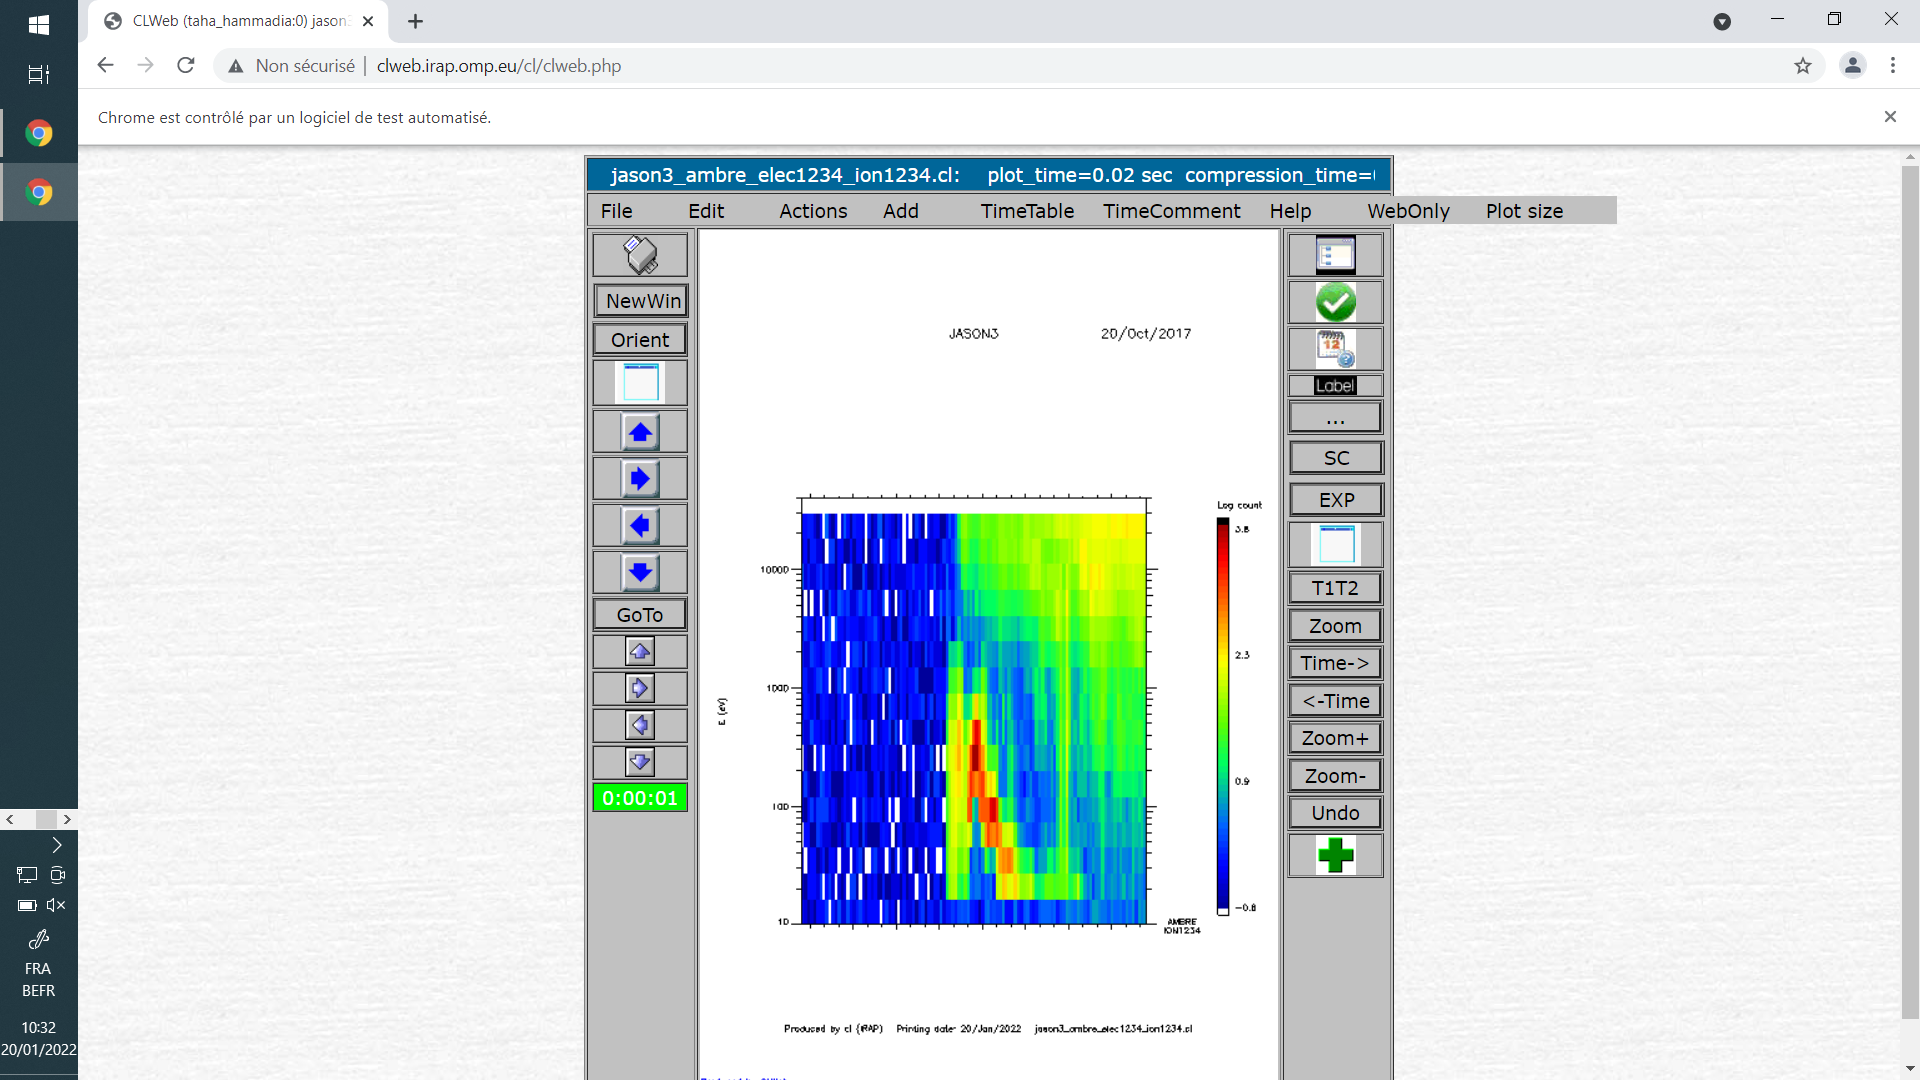 CLWeb (taha_hammadia:0) jason3
Non sécurisé | clweb.irap.omp.eu/cl/clweb.php
Chrome est contrôlé par un logiciel de test automatisé.
jason3_ambre_elec1234_ion1234.cl: plot_time=0.02 sec compression_time=
File Edit Actions Add TimeTable TimeComment Help WebOnly Plot size
NewWin
Orient
GoTo
0:00:01
JASON3 20/Oct/2017
Log count
3.8
2.3
0.9
-0.8
10000
1000
100
10
E (eV)
AMBRE
ION1234
Produced by cl (IRAP) Printing date: 20/Jan/2022 jason3_ambre_elec1234_ion1234.cl
12
Label
...
SC
EXP
T1T2
Zoom
Time->
<-Time
Zoom+
Zoom-
Undo
FRA
BEFR
10:32
20/01/2022